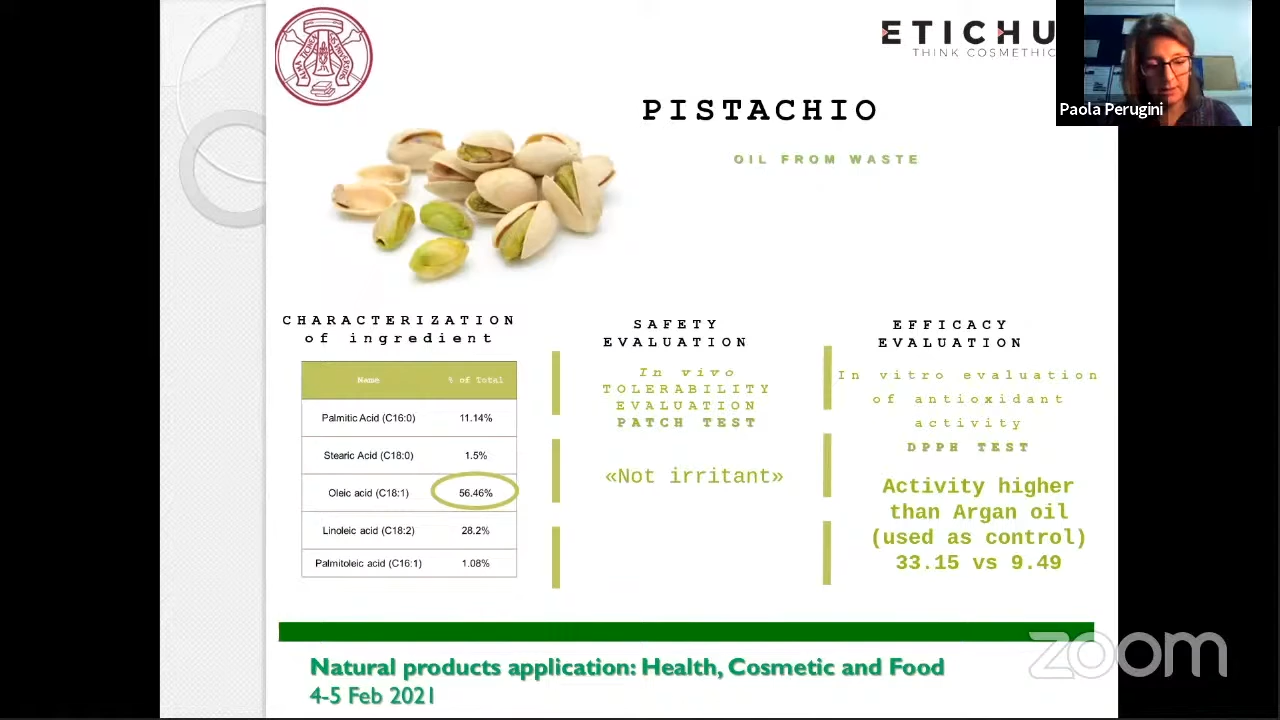 ETICHU
THINK COSMETHIC
Paola Perugini
PISTACHIO
OIL FROM WASTE
CHARACTERIZATION
of ingredient
Name % of Total
Palmitic Acid (C16:0) 11.14%
Stearic Acid (C18:0) 1.5%
Oleic acid (C18:1) 56.46%
Linoleic acid (C18:2) 28.2%
Palmitoleic acid (C16:1) 1.08%
SAFETY
EVALUATION
In vivo
TOLERABILITY
EVALUATION
PATCH TEST
«Not irritant»
EFFICACY
EVALUATION
In vitro evaluation
of antioxidant
activity
DPPH TEST
Activity higher
than Argan oil
(used as control)
33.15 vs 9.49
Natural products application: Health, Cosmetic and Food
4-5 Feb 2021
zoom